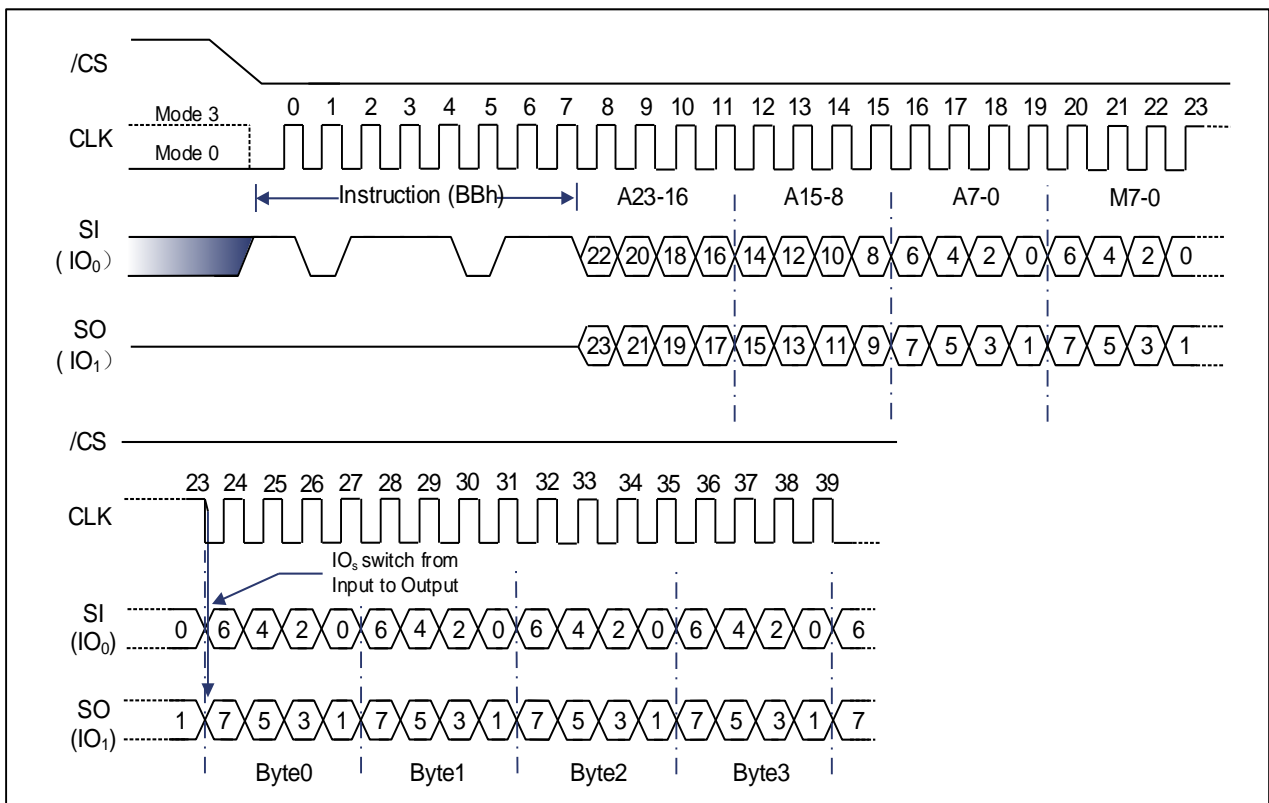 /CS
0 1 2 3 4 5 6 7 8 9 10 11 12 13 14 15 16 17 18 19 20 21 22 23
Mode 3
CLK
Mode 0
Instruction (BBh) A23-16 A15-8 A7-0 M7-0
SI
( IO0）
22 20 18 16 14 12 10 8 6 4 2 0 6 4 2 0
SO
( IO1）
23 21 19 17 15 13 11 9 7 5 3 1 7 5 3 1
/CS
23 24 25 26 27 28 29 30 31 32 33 34 35 36 37 38 39
CLK
IOs switch from
Input to Output
SI
(IO0)
0 6 4 2 0 6 4 2 0 6 4 2 0 6 4 2 0 6
SO
(IO1)
1 7 5 3 1 7 5 3 1 7 5 3 1 7 5 3 1 7
Byte0 Byte1 Byte2 Byte3